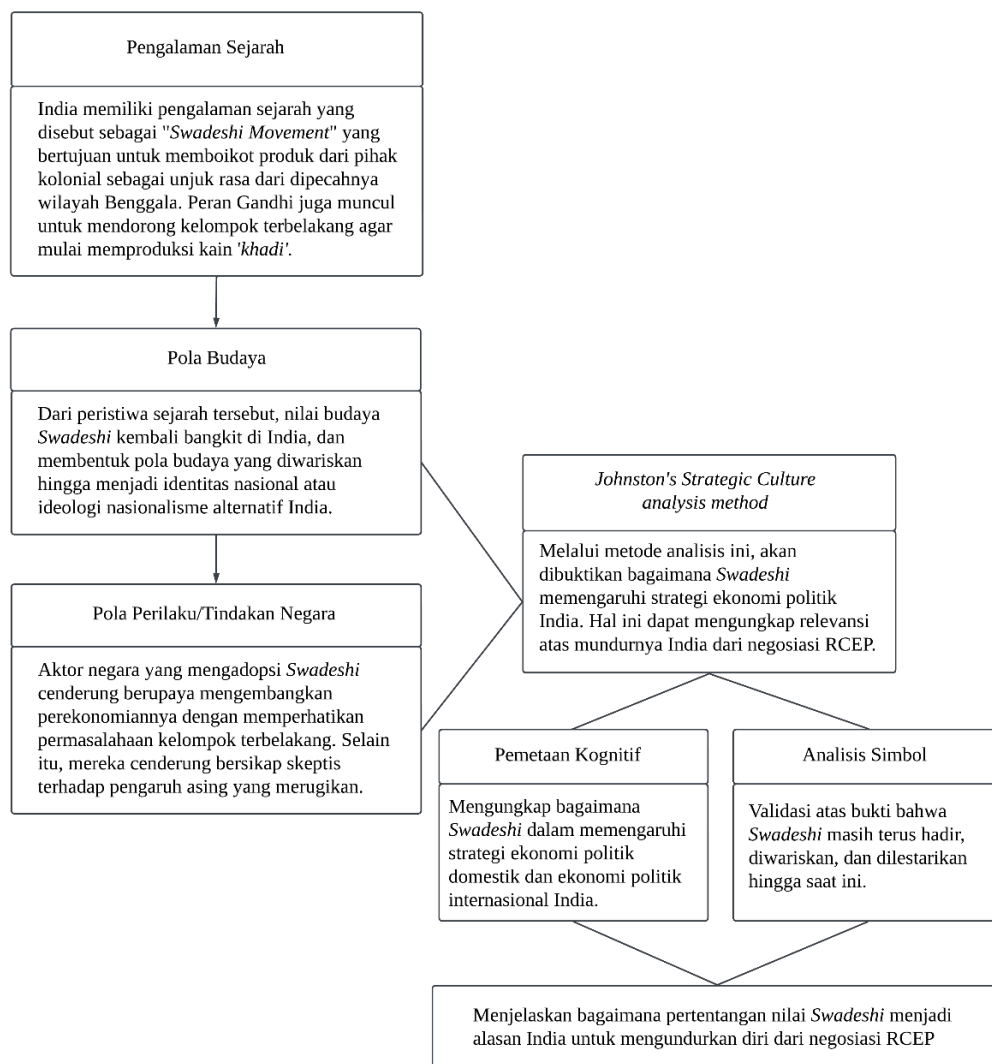 Pengalaman Sejarah
India memiliki pengalaman sejarah yang
disebut sebagai "Swadeshi Movement" yang
bertujuan untuk memboikot produk dari pihak
kolonial sebagai unjuk rasa dari dipecahnya
wilayah Benggala. Peran Gandhi juga muncul
untuk mendorong kelompok terbelakang agar
mulai memproduksi kain 'khadi'.
Pola Budaya
Dari peristiwa sejarah tersebut, nilai budaya
Swadeshi kembali bangkit di India, dan
membentuk pola budaya yang diwariskan
hingga menjadi identitas nasional atau
ideologi nasionalisme alternatif India.
Pola Perilaku/Tindakan Negara
Aktor negara yang mengadopsi Swadeshi
cenderung berupaya mengembangkan
perekonomiannya dengan memperhatikan
permasalahaan kelompok terbelakang. Selain
itu, mereka cenderung bersikap skeptis
terhadap pengaruh asing yang merugikan.
Johnston's Strategic Culture
analysis method
Melalui metode analisis ini, akan
dibuktikan bagaimana Swadeshi
memengaruhi strategi ekonomi politik
India. Hal ini dapat mengungkap relevansi
atas mundurnya India dari negosiasi RCEP.
Pemetaan Kognitif
Mengungkap bagaimana
Swadeshi dalam memengaruhi
strategi ekonomi politik
domestik dan ekonomi politik
internasional India.
Analisis Simbol
Validasi atas bukti bahwa
Swadeshi masih terus hadir,
diwariskan, dan dilestarikan
hingga saat ini.
Menjelaskan bagaimana pertentangan nilai Swadeshi menjadi
alasan India untuk mengundurkan diri dari negosiasi RCEP